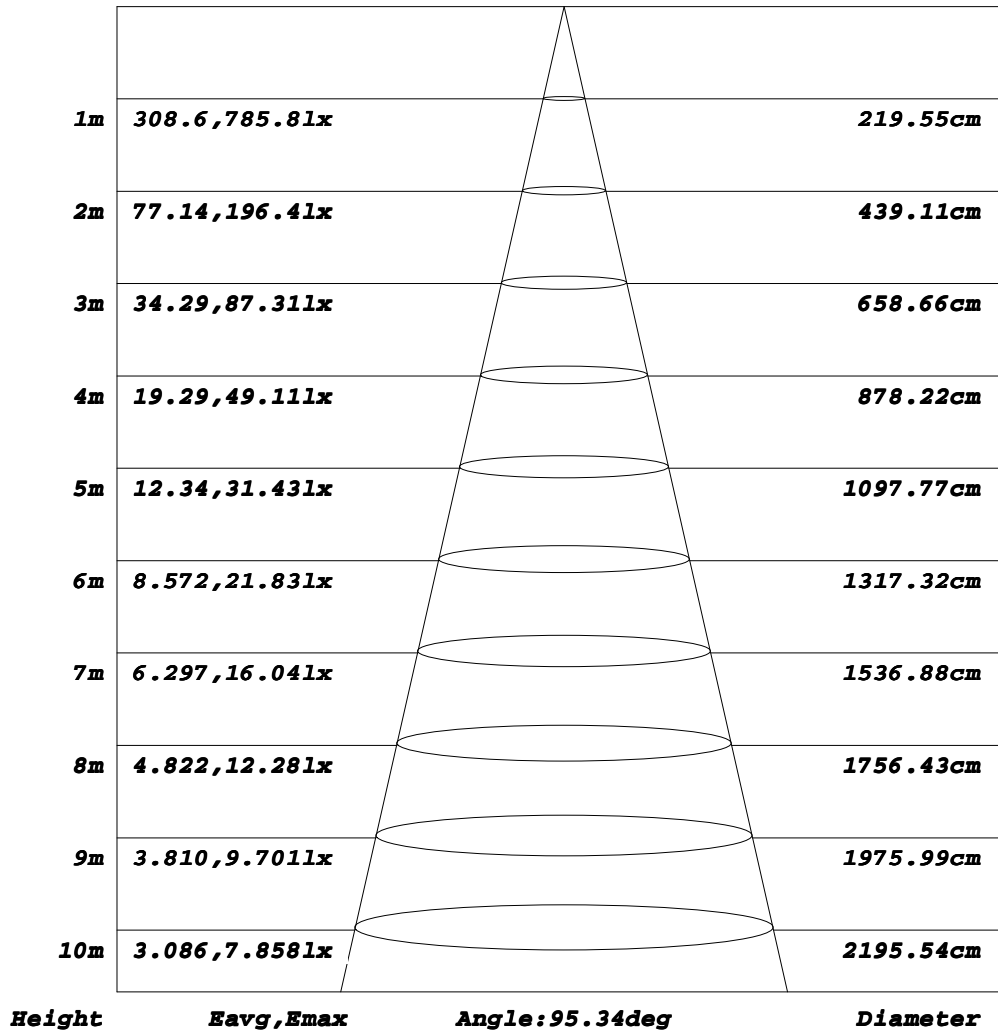 1m 308.6,785.8lx 219.55cm
2m 77.14,196.4lx 439.11cm
3m 34.29,87.31lx 658.66cm
4m 19.29,49.11lx 878.22cm
5m 12.34,31.43lx 1097.77cm
6m 8.572,21.83lx 1317.32cm
7m 6.297,16.04lx 1536.88cm
8m 4.822,12.28lx 1756.43cm
9m 3.810,9.701lx 1975.99cm
10m 3.086,7.858lx 2195.54cm
Height Eavg,Emax Angle:95.34deg Diameter